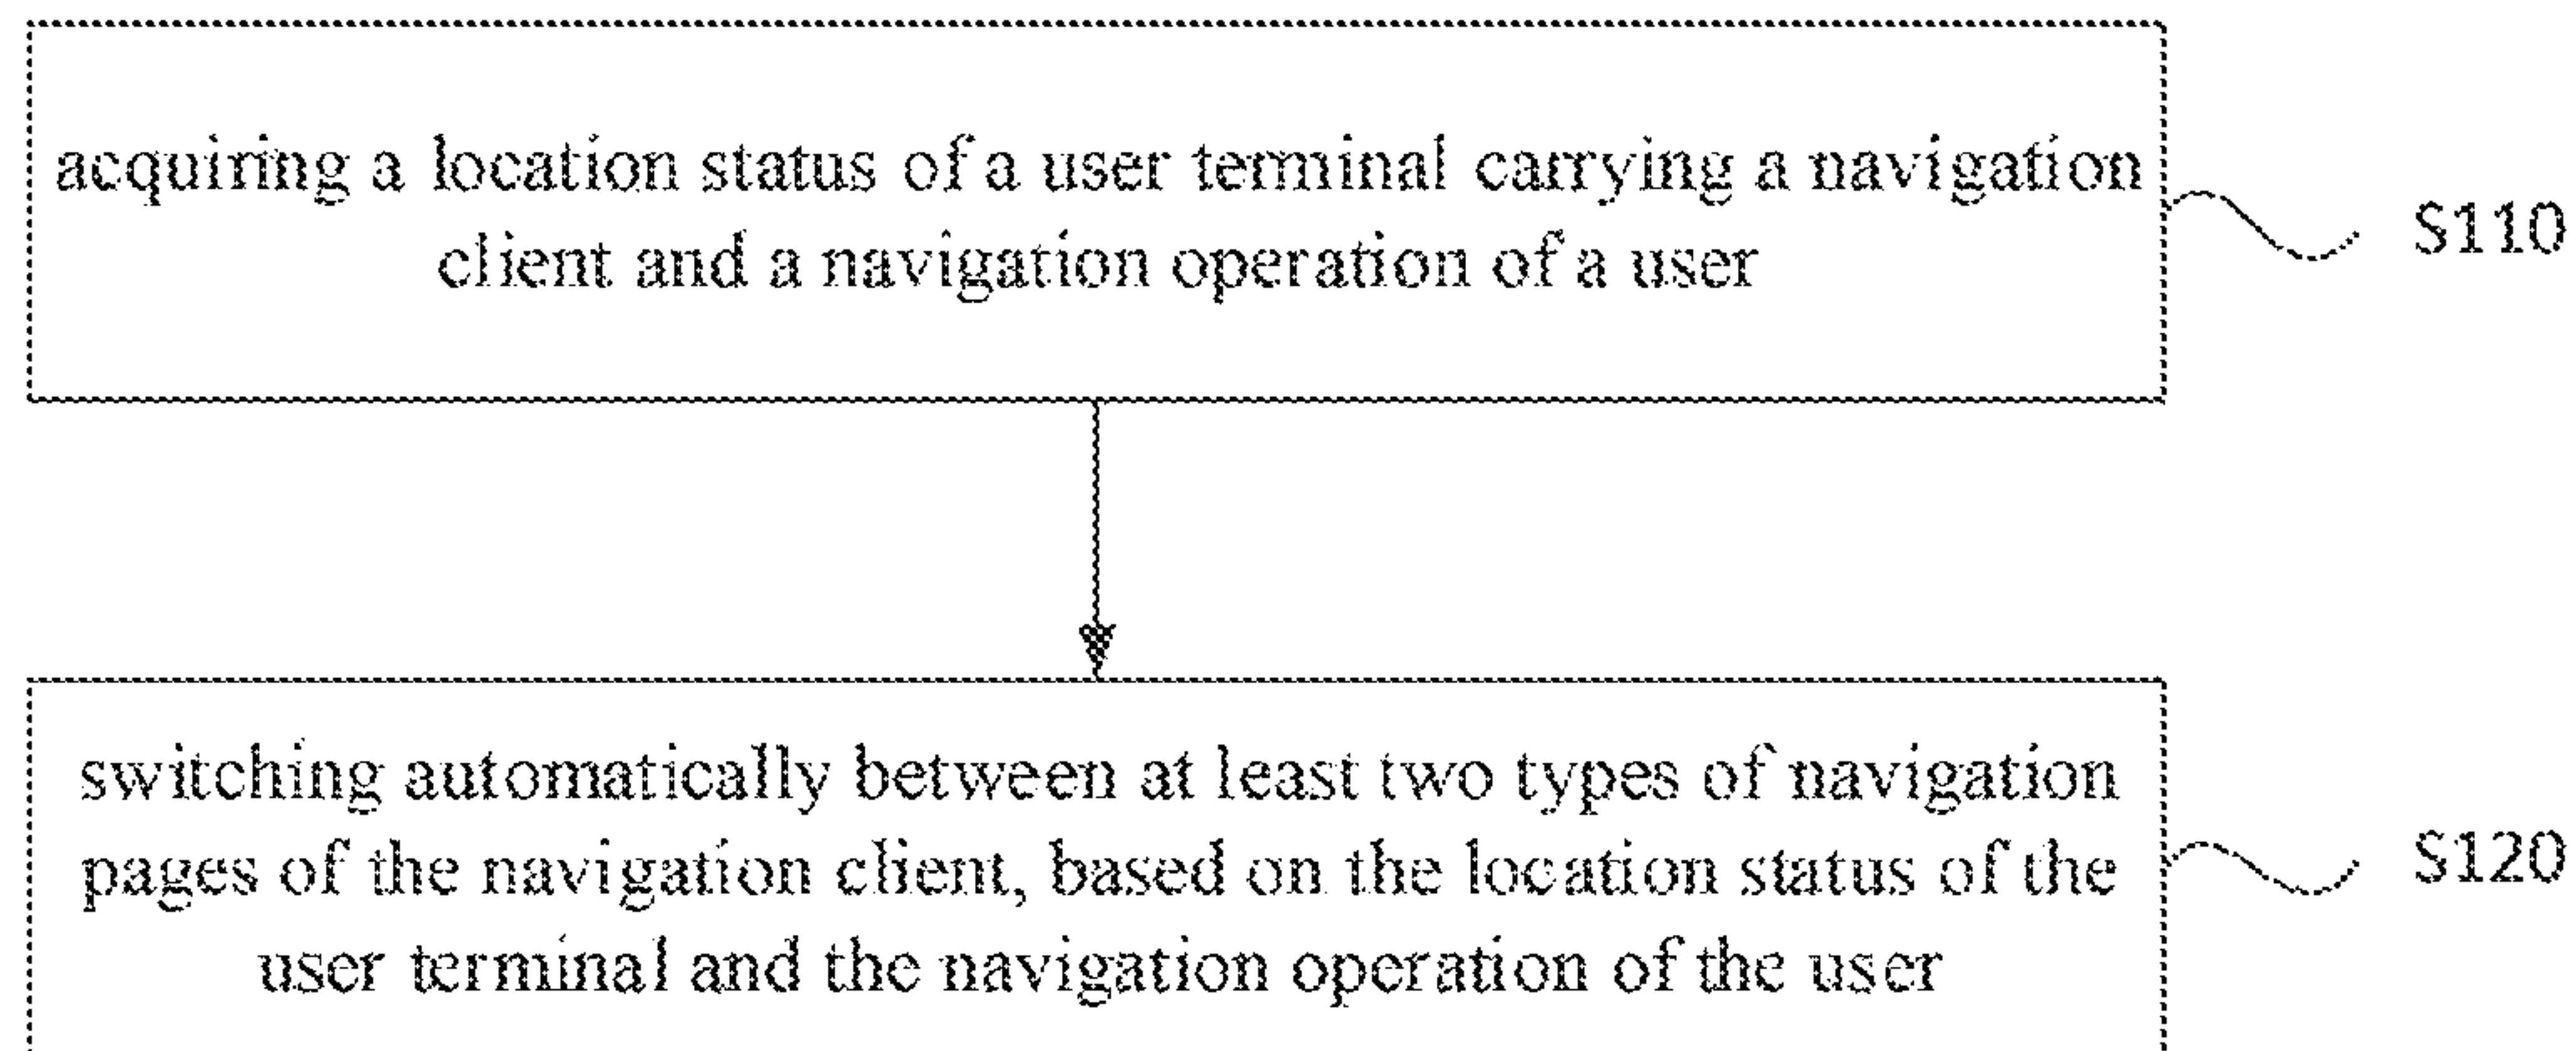 acquiring a location status of a user terminal carrying a navigation
client and a navigation operation of a user
S110
switching automatically between at least two types of navigation
pages of the navigation client, based on the location status of the
user terminal and the navigation operation of the user
S120